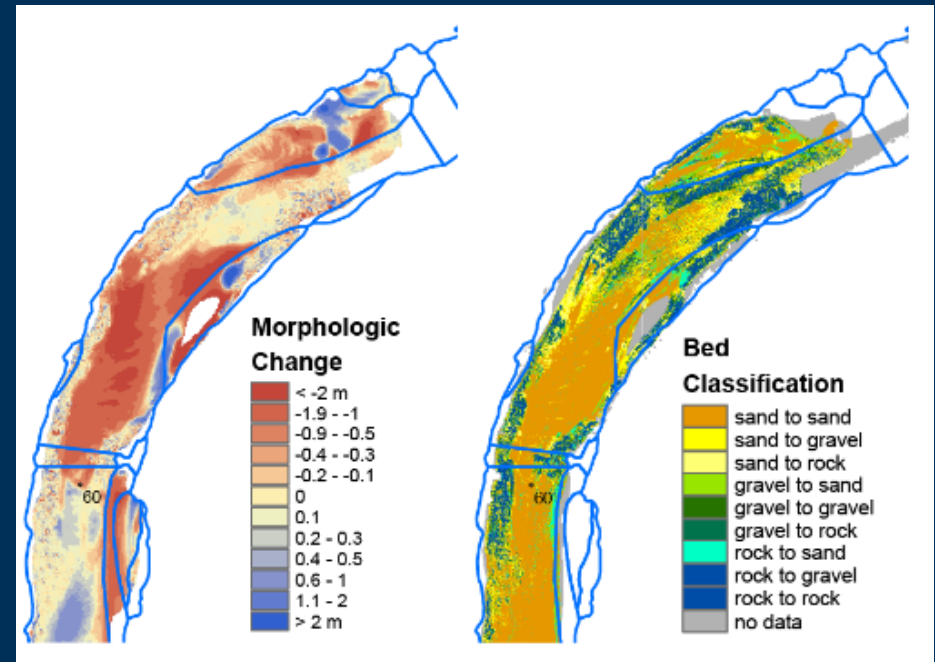 Morphologic
Change
< -2 m
-1.9 - -1
-0.9 - -0.5
-0.4 - -0.3
-0.2 - -0.1
0
0.1
0.2 - 0.3
0.4 - 0.5
0.6 - 1
1.1 - 2
> 2 m
60
Bed
Classification
sand to sand
sand to gravel
sand to rock
gravel to sand
gravel to gravel
gravel to rock
rock to sand
rock to gravel
rock to rock
no data
60